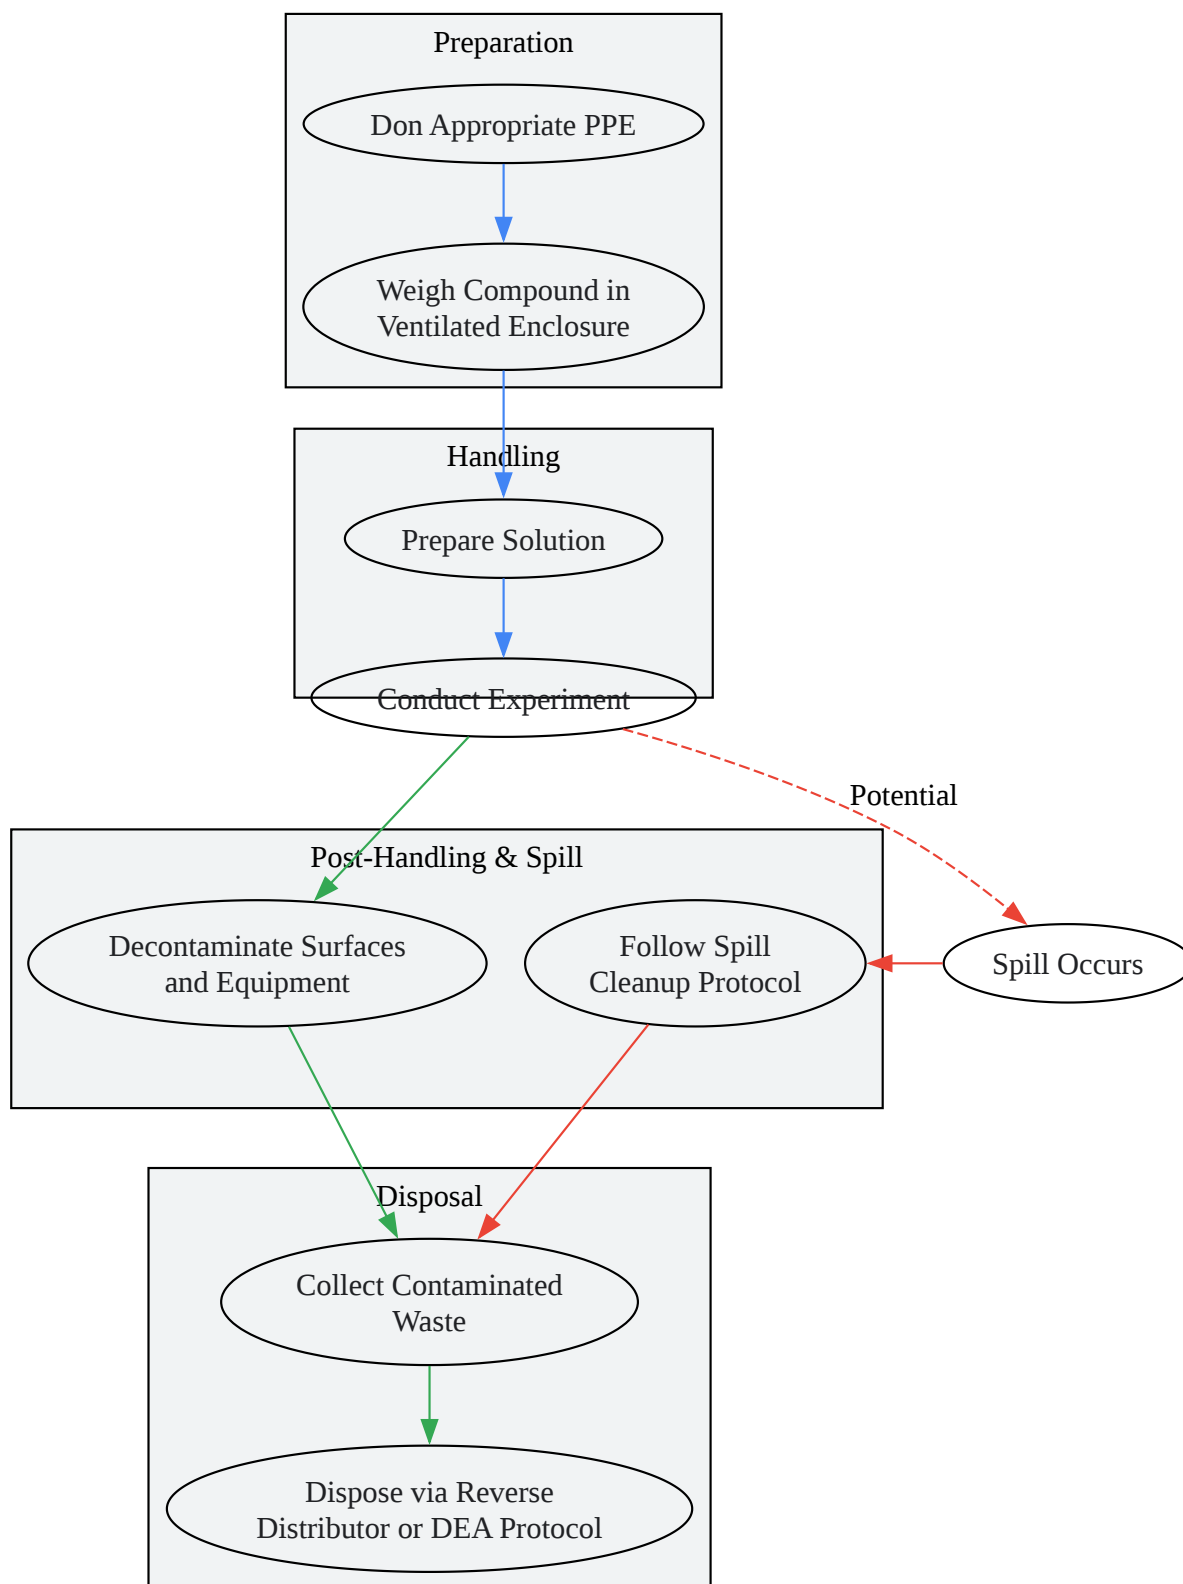 Preparation
Don Appropriate PPE
Weigh Compound in
Ventilated Enclosure
Handling
Prepare Solution
Conduct Experiment
Potential
Post-Handling & Spill
Decontaminate Surfaces
and Equipment
Follow Spill
Cleanup Protocol
Spill Occurs
Disposal
Collect Contaminated
Waste
Dispose via Reverse
Distributor or DEA Protocol